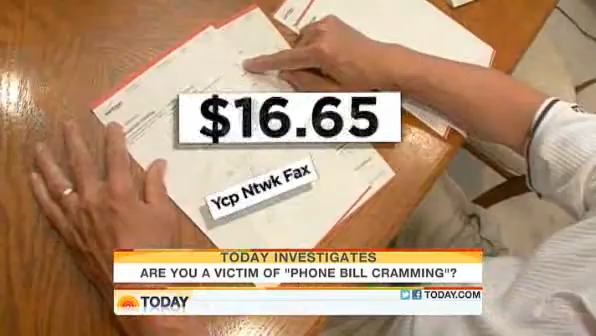 $16.65
Ycp Ntwk Fax
TODAY INVESTIGATES
ARE YOU A VICTIM OF "PHONE BILL CRAMMING"?
TODAY
TODAY.COM